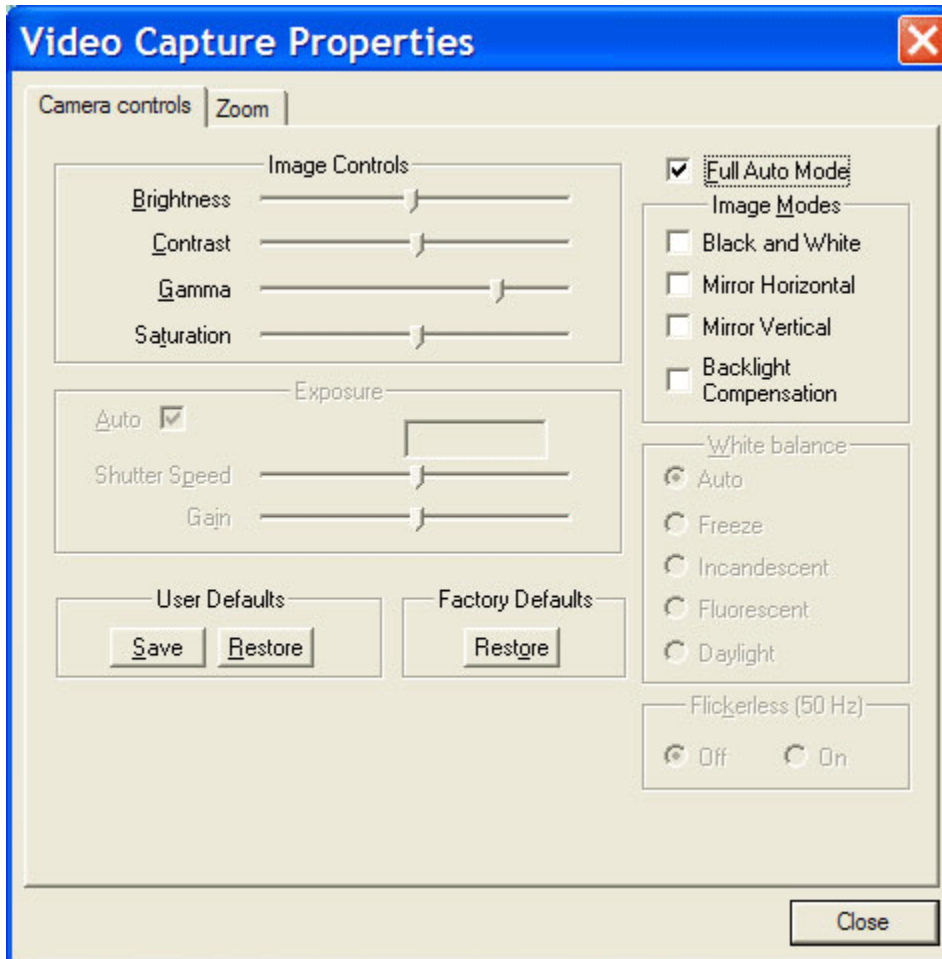 Video Capture Properties
Camera controls
Zoom
Image Controls
Brightness
Contrast
Gamma
Saturation
Exposure
Auto
Shutter Speed
Gain
User Defaults
Save
Restore
Factory Defaults
Restore
Full Auto Mode
Image Modes
Black and White
Mirror Horizontal
Mirror Vertical
Backlight
Compensation
White balance
Auto
Freeze
Incandescent
Fluorescent
Daylight
Flickerless (50 Hz)
Off
On
Close